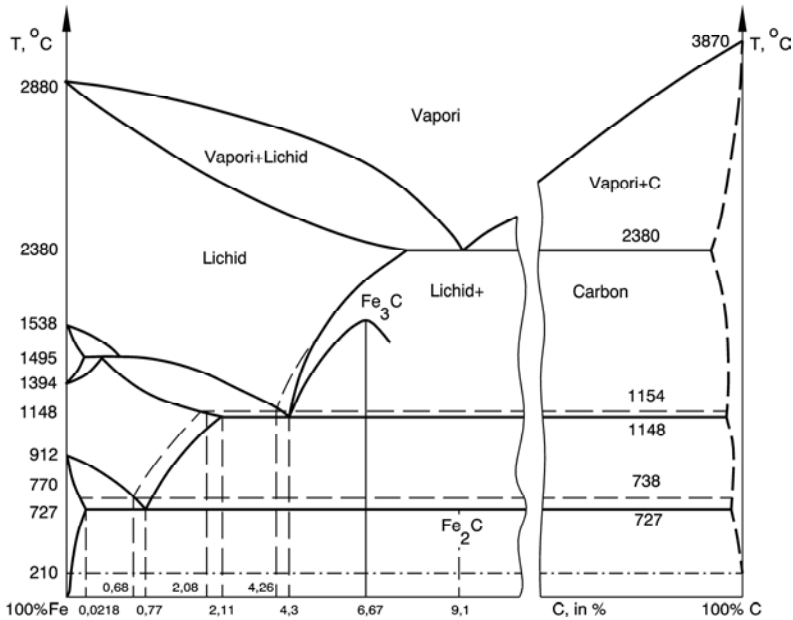 T, °C
3870
T, °C
2880
Vapori
Vapori+Lichid
Vapori+C
2380
2380
Lichid
Lichid+
Carbon
Fe3C
1538
1495
1394
1154
1148
1148
912
770
738
727
727
Fe2C
210
0,68
2,08
4,26
100%Fe
0,0218
0,77
2,11
4,3
6,67
9,1
C, in %
100% C